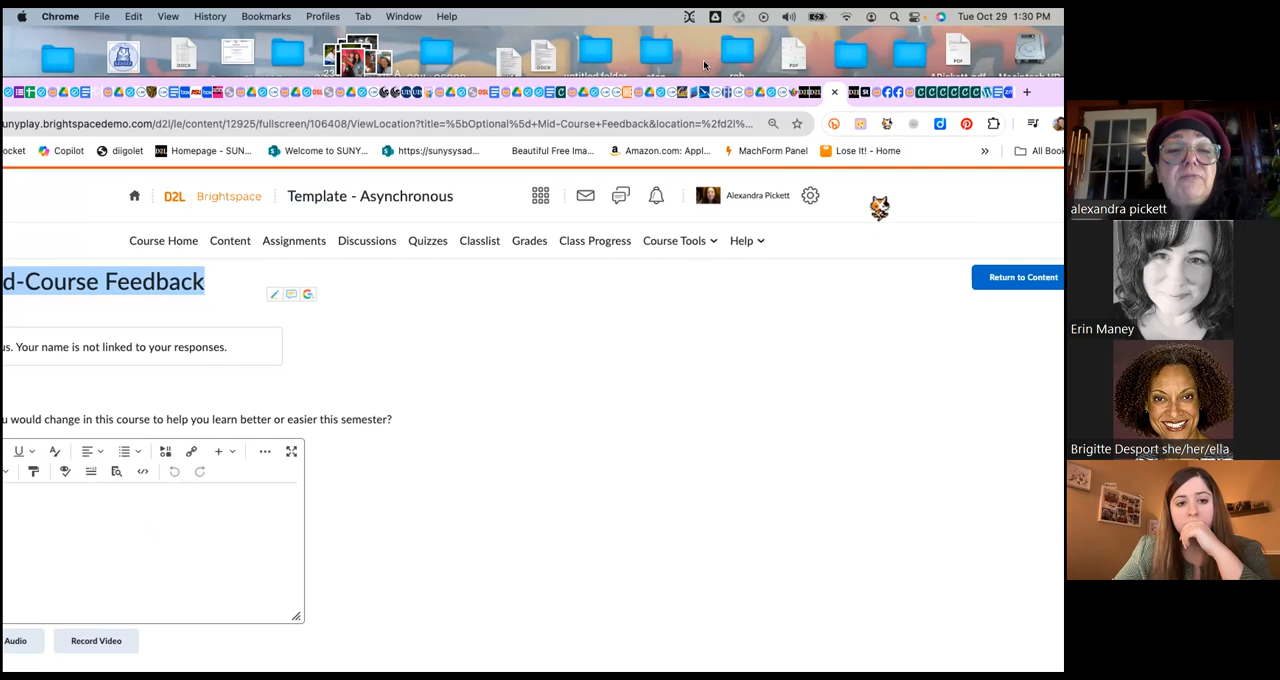 Chrome File Edit View History Bookmarks Profiles Tab Window Help Tue Oct 29 1:30 PM
untitled folder
unyplay.brightspacedemo.com/d2l/le/content/12925/fullscreen/106408/ViewLocation?title=%5bOptional%5d+Mid-Course+Feedback&location=%2fd2l%...
ocket Copilot diigolet Homepage - SUN... Welcome to SUNY... https://sunysysad... Beautiful Free Ima... Amazon.com: Appl... MachForm Panel Lose It! - Home » All Book
D2L Brightspace Template - Asynchronous Alexandra Pickett
Course Home Content Assignments Discussions Quizzes Classlist Grades Class Progress Course Tools Help
d-Course Feedback
Return to Content
us. Your name is not linked to your responses.
u would change in this course to help you learn better or easier this semester?
Audio Record Video
alexandra pickett
Erin Maney
Brigitte Desport she/her/ella